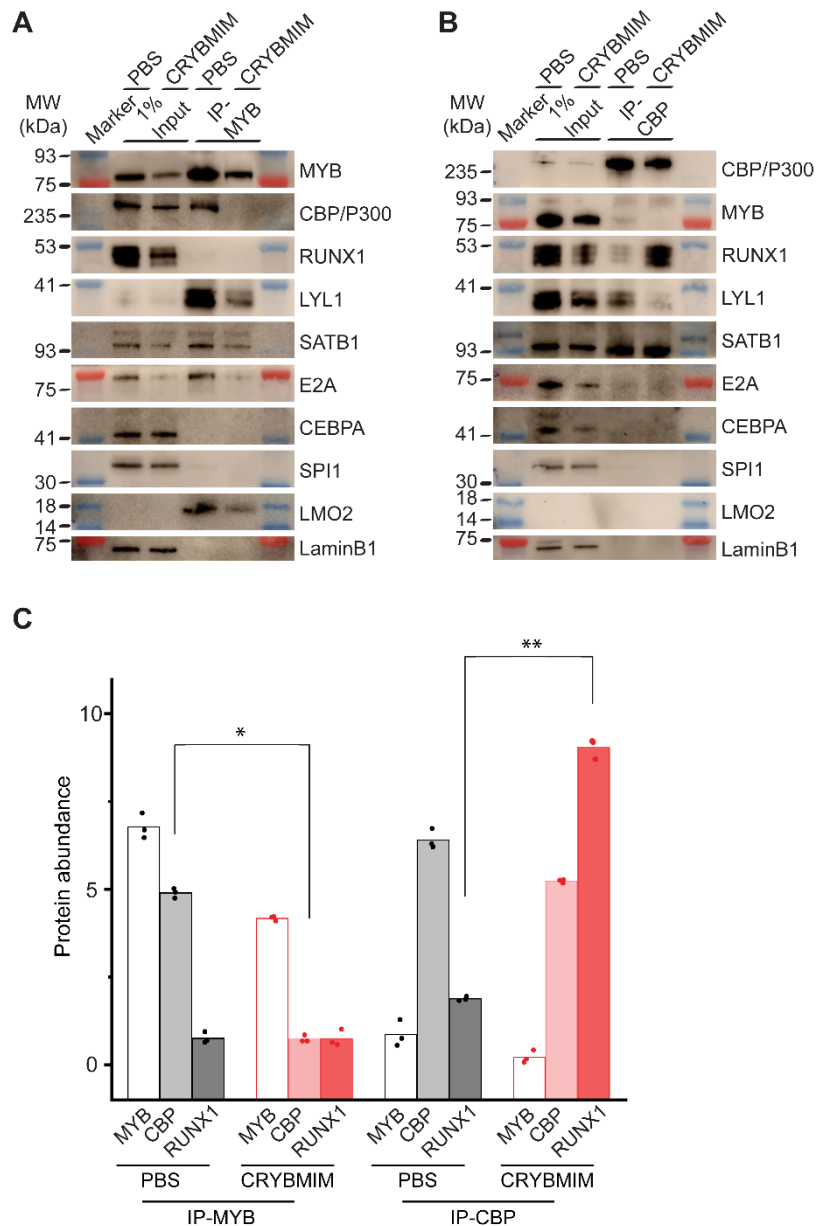 A
PBS
CRYBMIM
PBS
CRYBMIM
MW
(kDa)
Marker
1%
Input
IP-
MYB
93
75
MYB
235
CBP/P300
53
RUNX1
41
LYL1
93
SATB1
75
E2A
41
CEBPA
30
SPI1
18
14
LMO2
75
LaminB1
B
PBS
CRYBMIM
PBS
CRYBMIM
MW
(kDa)
Marker
1%
Input
IP-
CBP
235
CBP/P300
93
75
MYB
53
RUNX1
41
LYL1
93
SATB1
75
E2A
41
CEBPA
30
SPI1
18
14
LMO2
75
LaminB1
C
Protein abundance
10
5
0
*
**
MYB CBP RUNX1 MYB CBP RUNX1 MYB CBP RUNX1 MYB CBP RUNX1
PBS CRYBMIM PBS CRYBMIM
IP-MYB IP-CBP